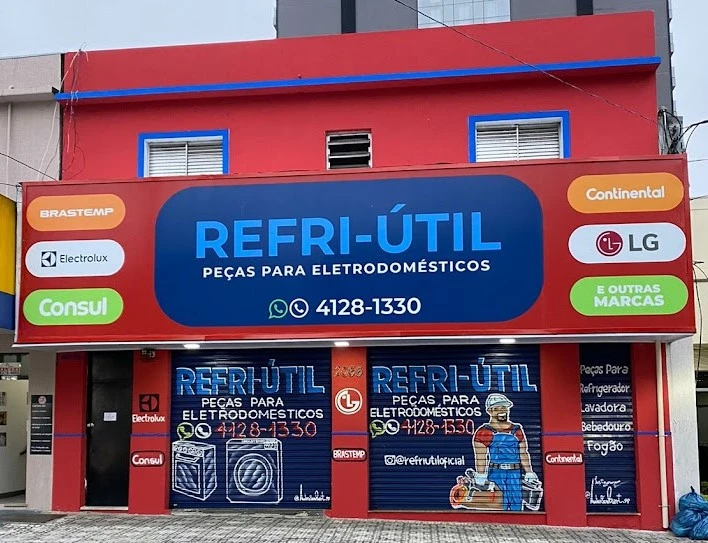 REFRI-ÚTIL
PEÇAS PARA ELETRODOMÉSTICOS
4128-1330
BRASTEMP
Electrolux
Consul
Continental
LG
E OUTRAS
MARCAS
REFRI-ÚTIL
PEÇAS PARA
ELETRODOMÉSTICOS
4128-1330
REFRI-ÚTIL
PEÇAS PARA
ELETRODOMÉSTICOS
4128-1330
@refriutiloficial
Electrolux
Consul
LG
BRASTEMP
Continental
Peças Para
Refrigerador
Lavadora
Bebedouro
Fogão